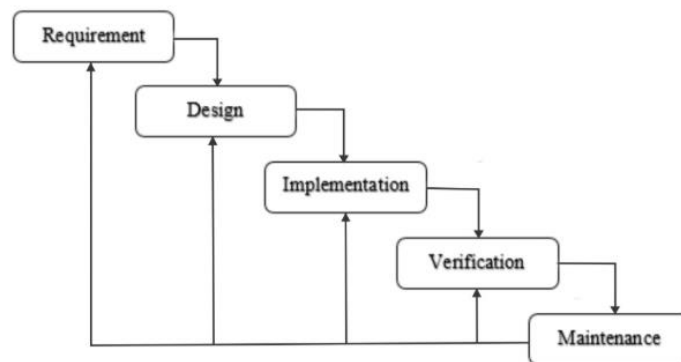 Requirement
Design
Implementation
Verification
Maintenance